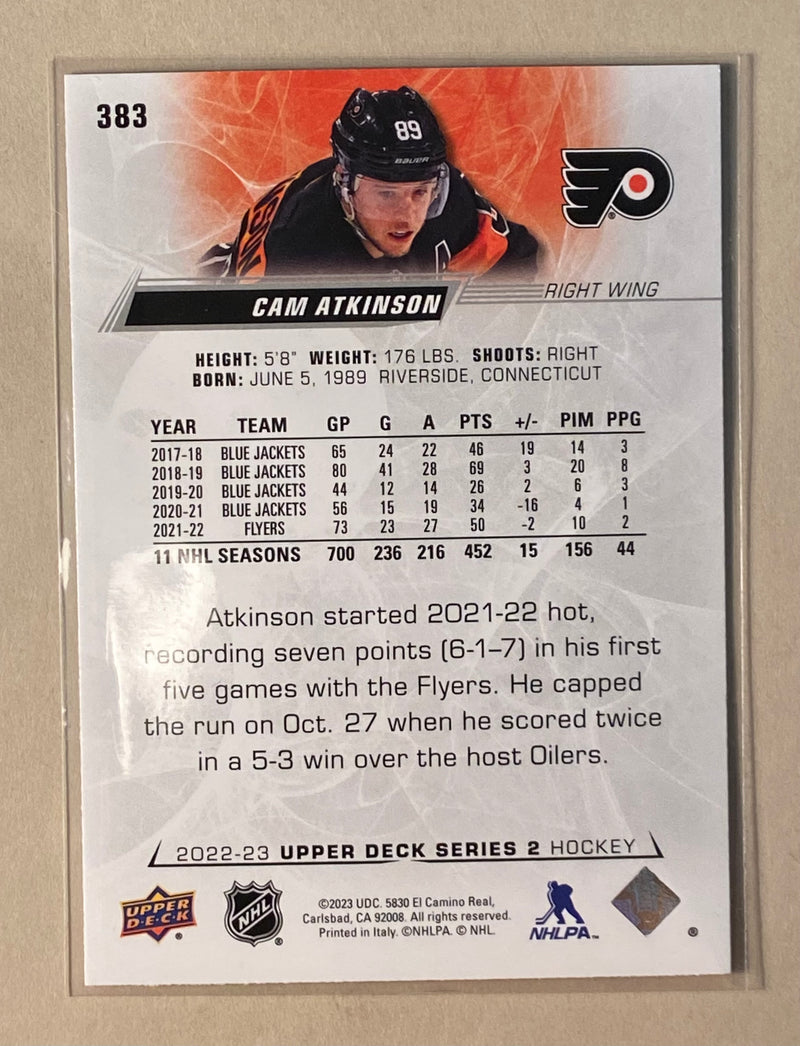 383
89
BAUER
RIGHT WING
CAM ATKINSON
HEIGHT: 5'8" WEIGHT: 176 LBS. SHOOTS: RIGHT
BORN: JUNE 5, 1989 RIVERSIDE, CONNECTICUT
YEAR TEAM GP G A PTS +/- PIM PPG
2017-18 BLUE JACKETS 65 24 22 46 19 14 3
2018-19 BLUE JACKETS 80 41 28 69 3 20 8
2019-20 BLUE JACKETS 44 12 14 26 2 6 3
2020-21 BLUE JACKETS 56 15 19 34 -16 4 1
2021-22 FLYERS 73 23 27 50 -2 10 2
11 NHL SEASONS 700 236 216 452 15 156 44
Atkinson started 2021-22 hot,
recording seven points (6-1–7) in his first
five games with the Flyers. He capped
the run on Oct. 27 when he scored twice
in a 5-3 win over the host Oilers.
2022-23 UPPER DECK SERIES 2 HOCKEY
UPPER
D·E·C·K
®
NHL
®
©2023 UDC. 5830 El Camino Real,
Carlsbad, CA 92008. All rights reserved.
Printed in Italy. ©NHLPA. © NHL.
NHLPA™
®